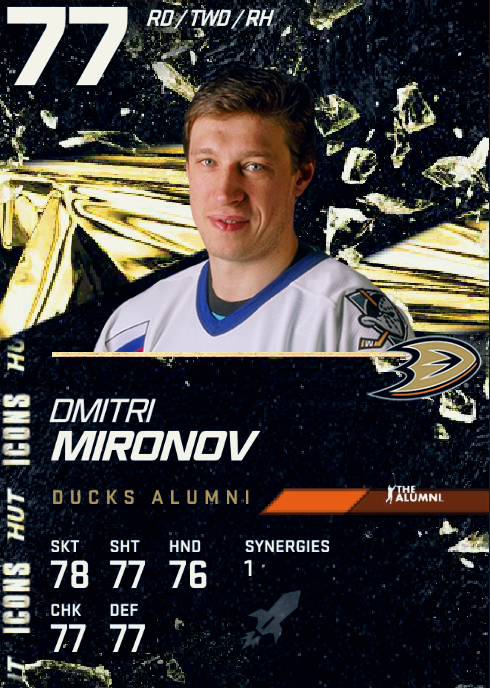 77
RD / TWD / RH
DMITRI
MIRONOV
DUCKS ALUMNI
THE
ALUMNI
SKT SHT HND SYNERGIES
78 77 76 1
CHK DEF
77 77
HUT ICONS HUT ICONS HUT